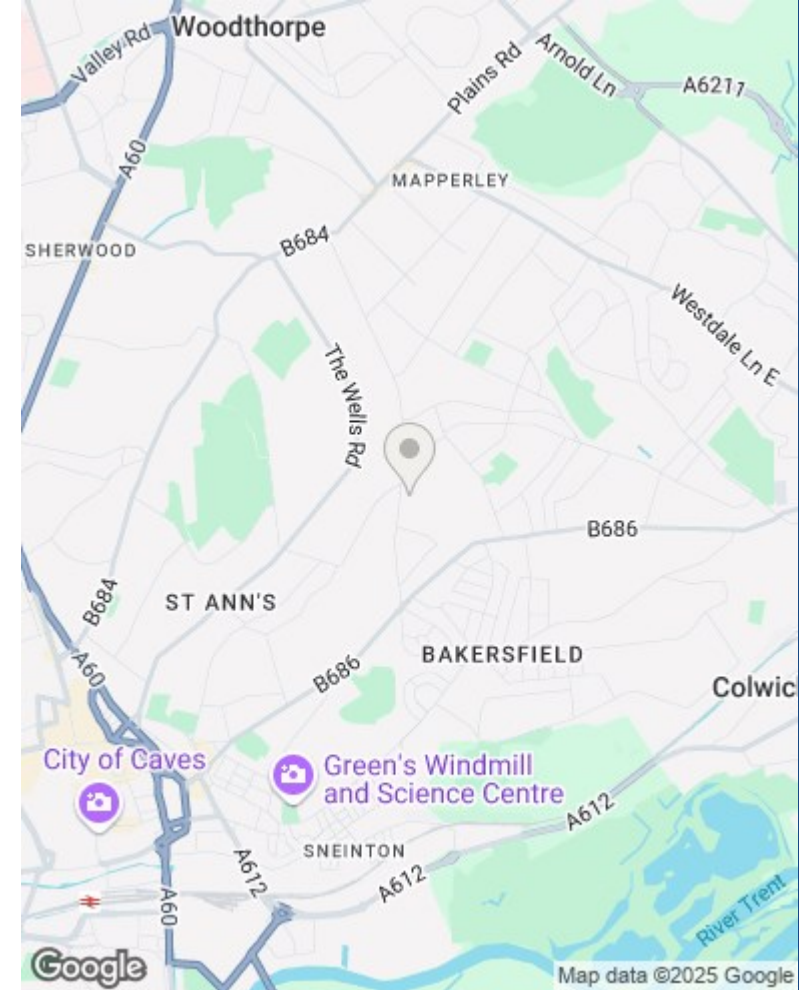 Woodthorpe
Valley Rd
Plains Rd
Arnold Ln
A6211
A60
MAPPERLEY
SHERWOOD
B684
Westdale Ln E
The Wells Rd
B686
B684
ST ANN'S
A60
B686
BAKERSFIELD
Colwic
City of Caves
Green's Windmill
and Science Centre
A612
SNEINTON
A612
A612
A60
River Trent
Google
Map data ©2025 Google